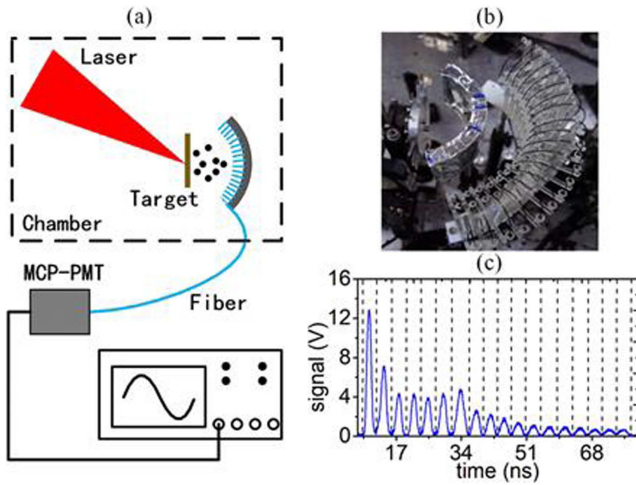 (a)
Laser
Target
Chamber
MCP-PMT
Fiber
(b)
(c)
signal (V)
16
12
8
4
0
17 34 51 68
time (ns)